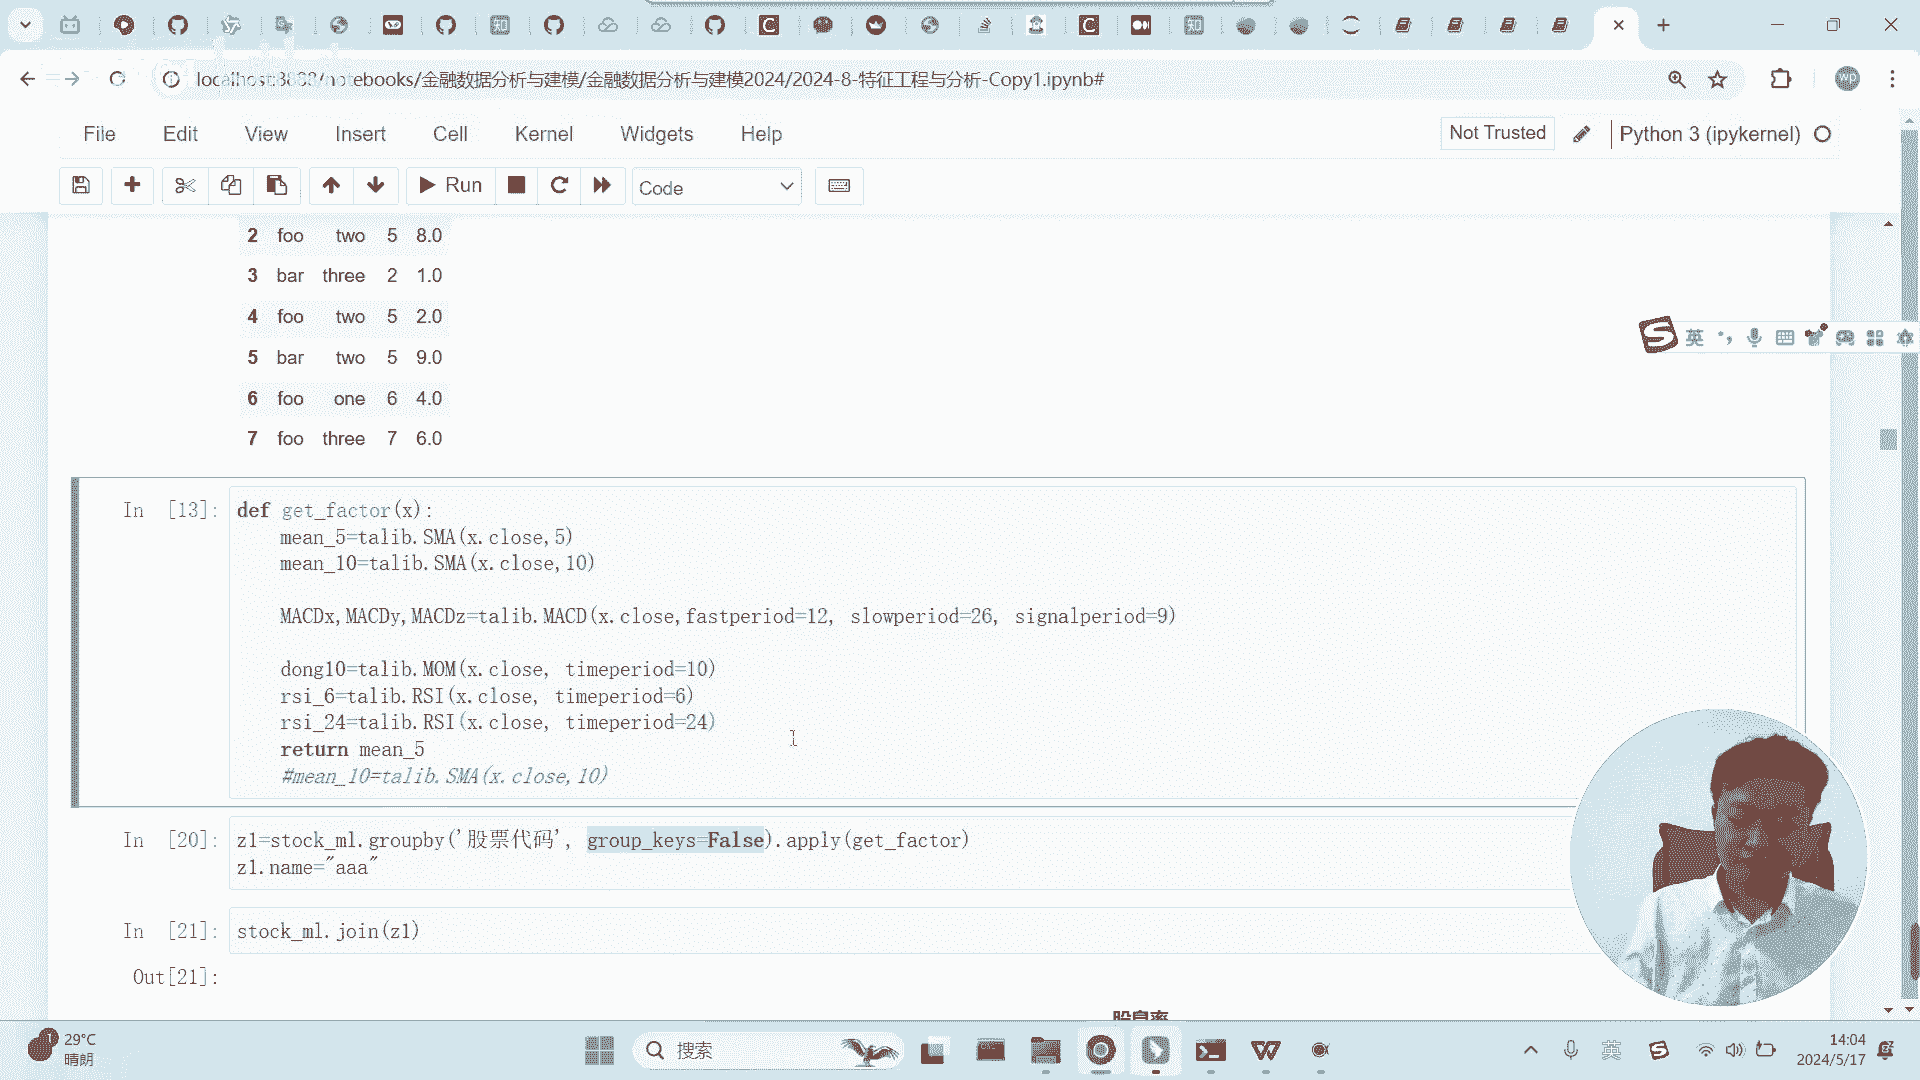 localhost:8888/notebooks/金融数据分析与建模/金融数据分析与建模2024/2024-8-特征工程与分析-Copy1.ipynb#
wp
File Edit View Insert Cell Kernel Widgets Help
Not Trusted
Python 3 (ipykernel)
Run
Code
2 foo two 5 8.0
3 bar three 2 1.0
4 foo two 5 2.0
5 bar two 5 9.0
6 foo one 6 4.0
7 foo three 7 6.0
英
In [13]: def get_factor(x):
mean_5=talib.SMA(x.close,5)
mean_10=talib.SMA(x.close,10)
MACDx,MACDy,MACDz=talib.MACD(x.close,fastperiod=12, slowperiod=26, signalperiod=9)
dong10=talib.MOM(x.close, timeperiod=10)
rsi_6=talib.RSI(x.close, timeperiod=6)
rsi_24=talib.RSI(x.close, timeperiod=24)
return mean_5
#mean_10=talib.SMA(x.close,10)
In [20]: z1=stock_ml.groupby('股票代码', group_keys=False).apply(get_factor)
z1.name="aaa"
In [21]: stock_ml.join(z1)
Out[21]:
股息率
29°C
晴朗
搜索
英
14:04
2024/5/17